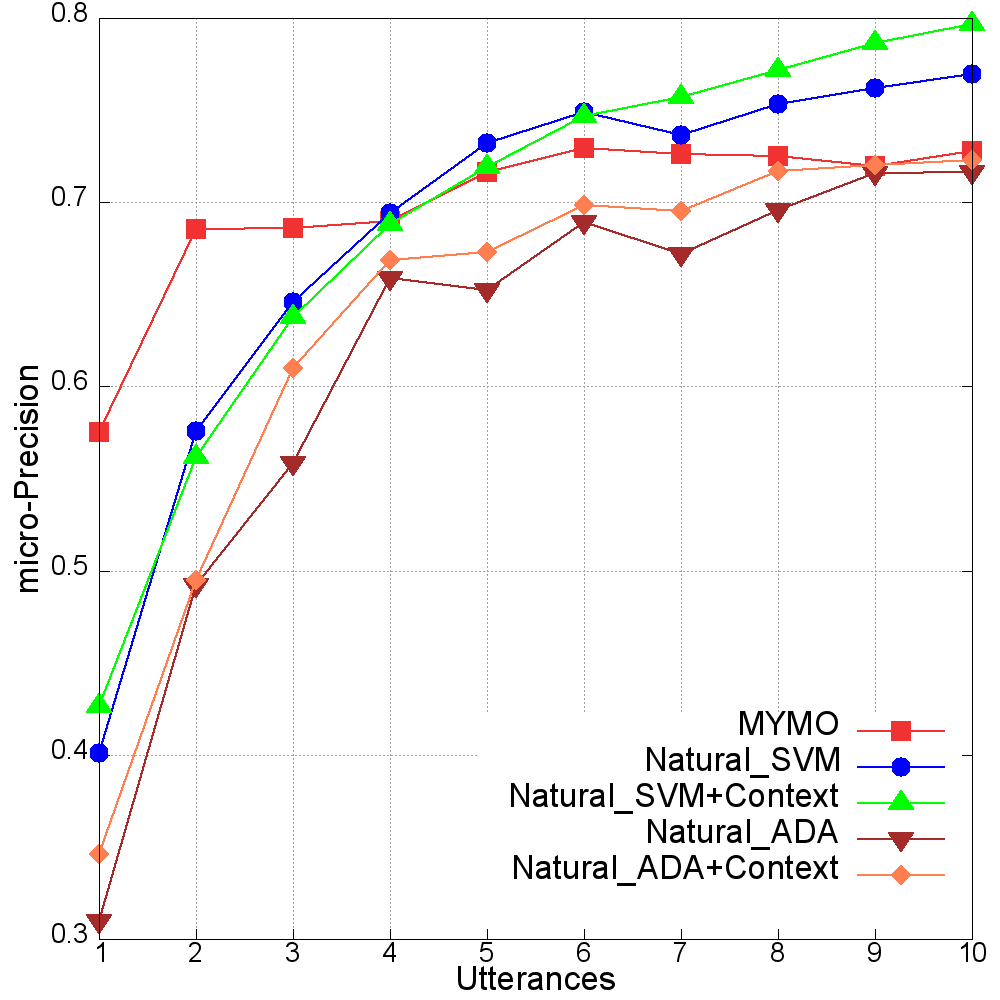 0.8
0.7
0.6
0.5
0.4
0.3
micro-Precision
MYMO
Natural_SVM
Natural_SVM+Context
Natural_ADA
Natural_ADA+Context
1 2 3 4 5 6 7 8 9 10
Utterances